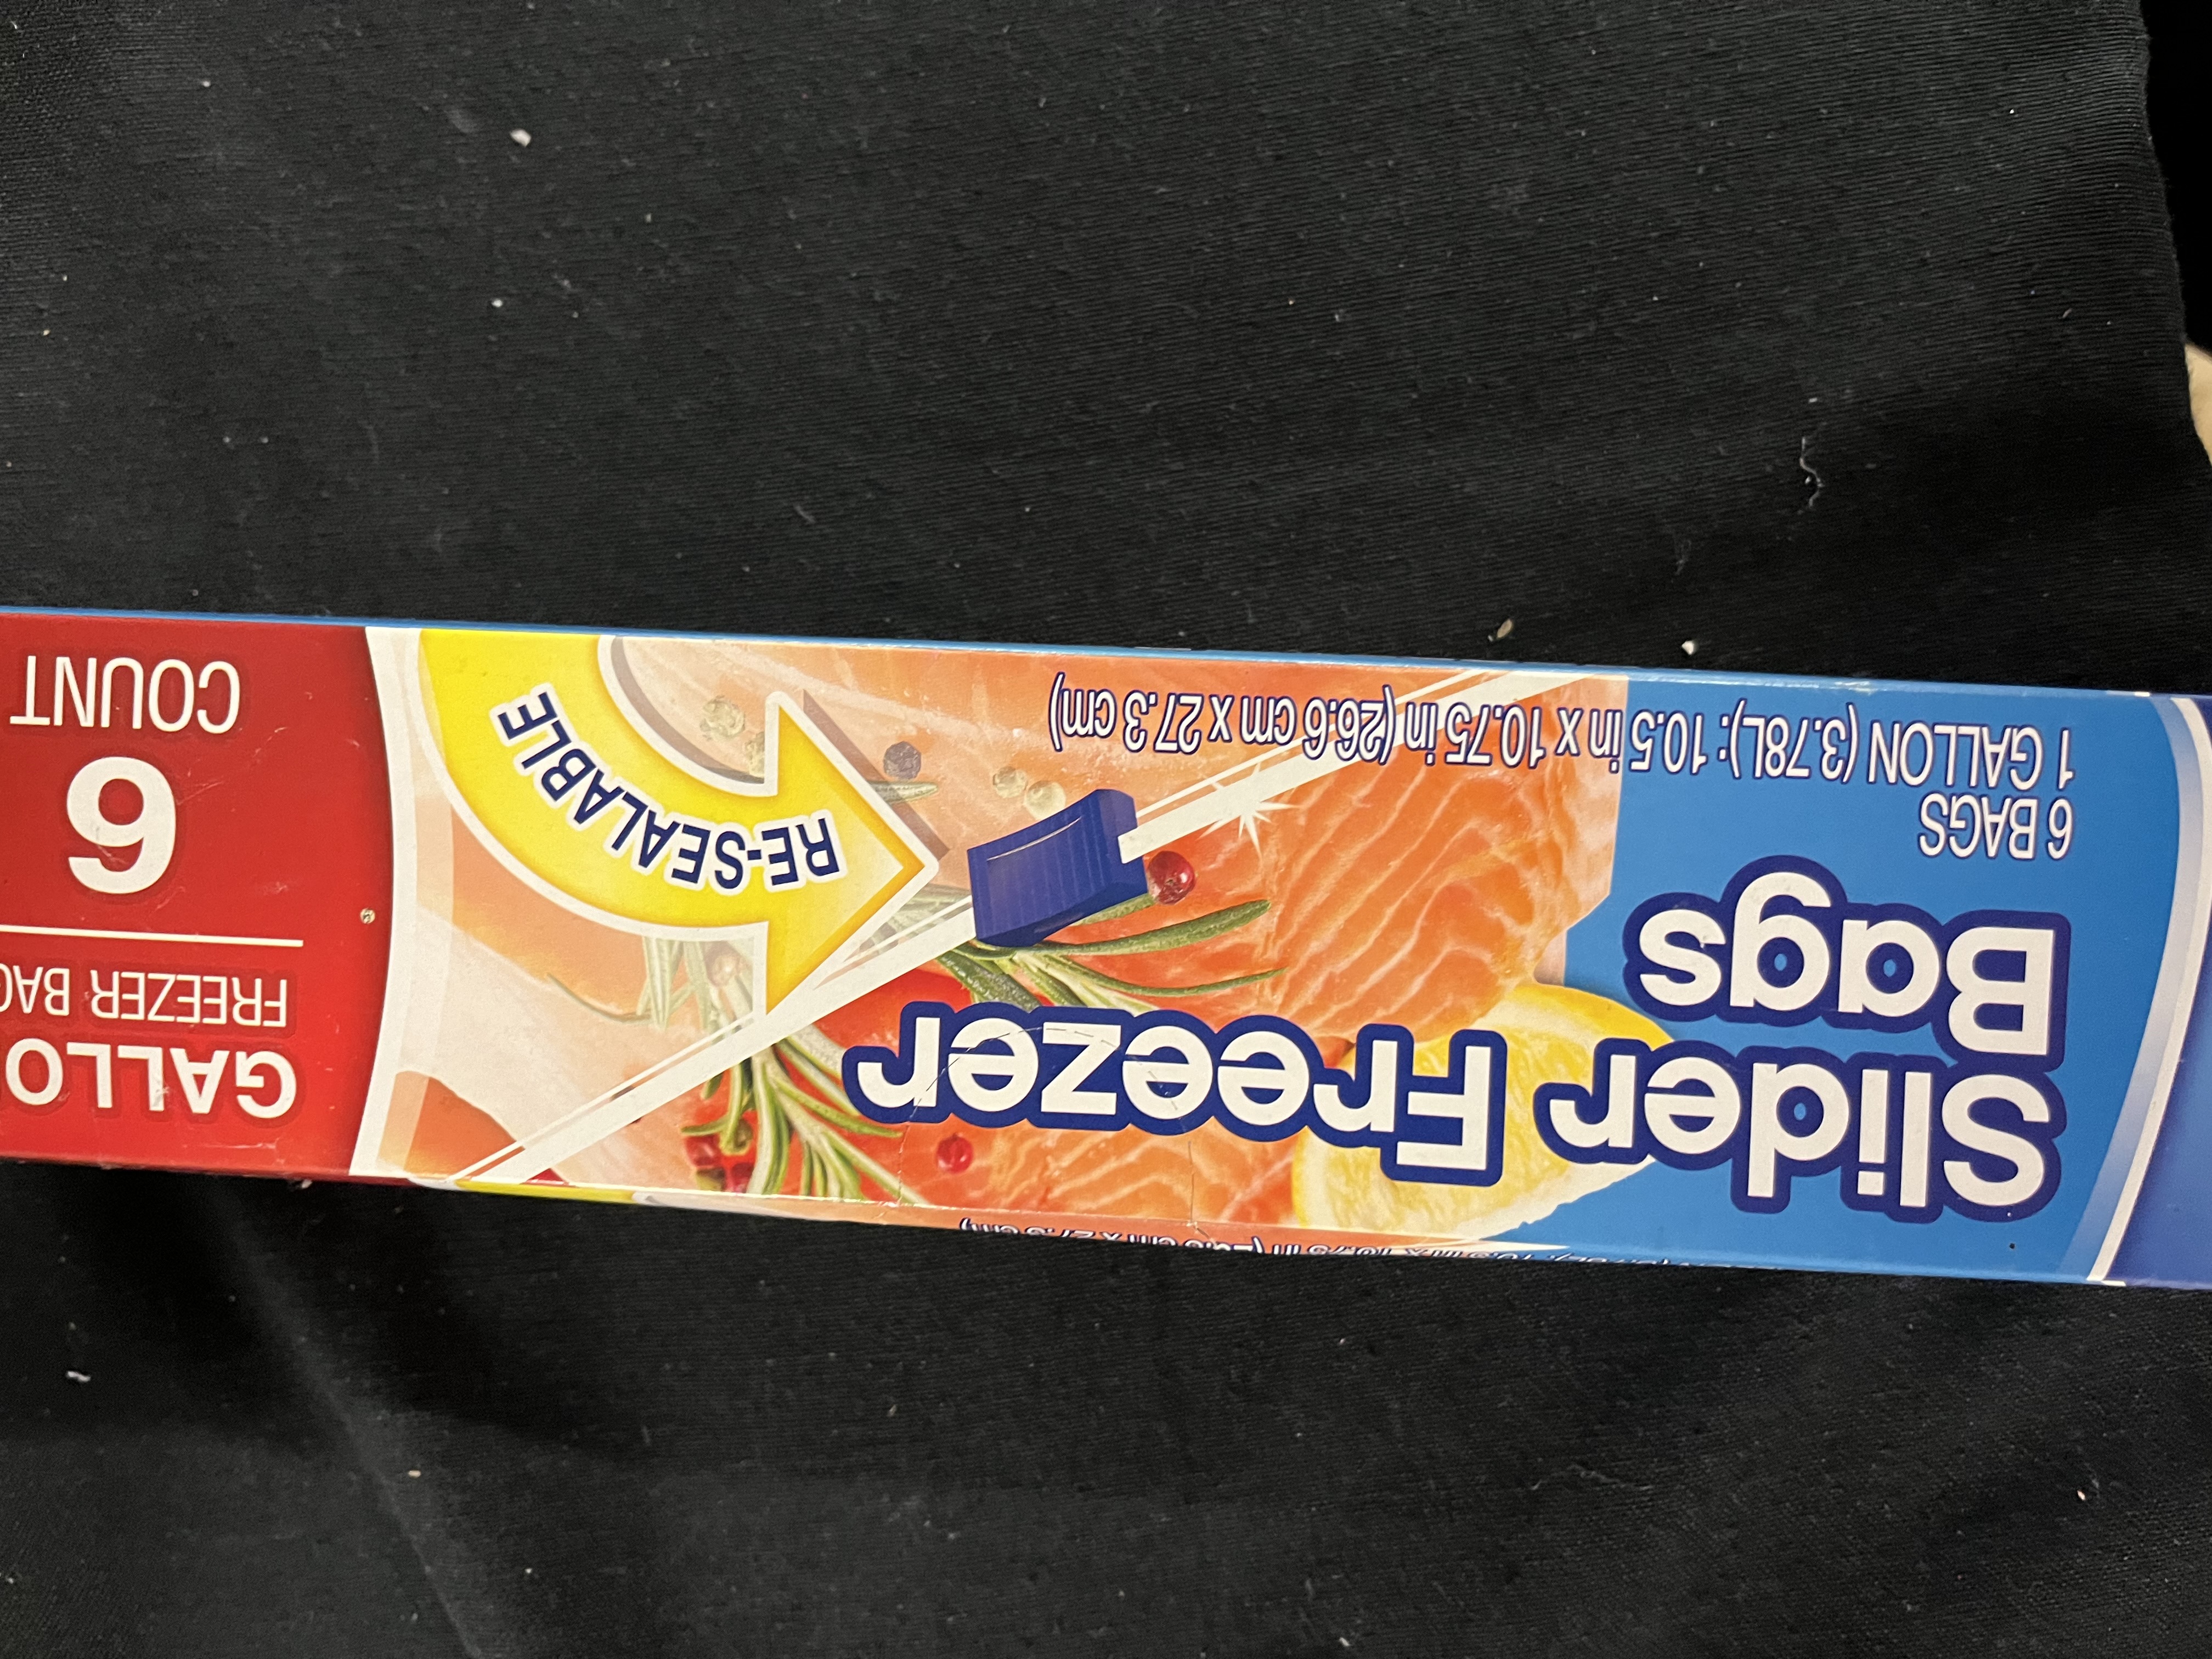 Slider Freezer
Bags
6 BAGS
1 GALLON (3.78L): 10.5 in x 10.75 in (26.6 cm x 27.3 cm)
RE-SEALABLE
GALLO
FREEZER BAG
6
COUNT